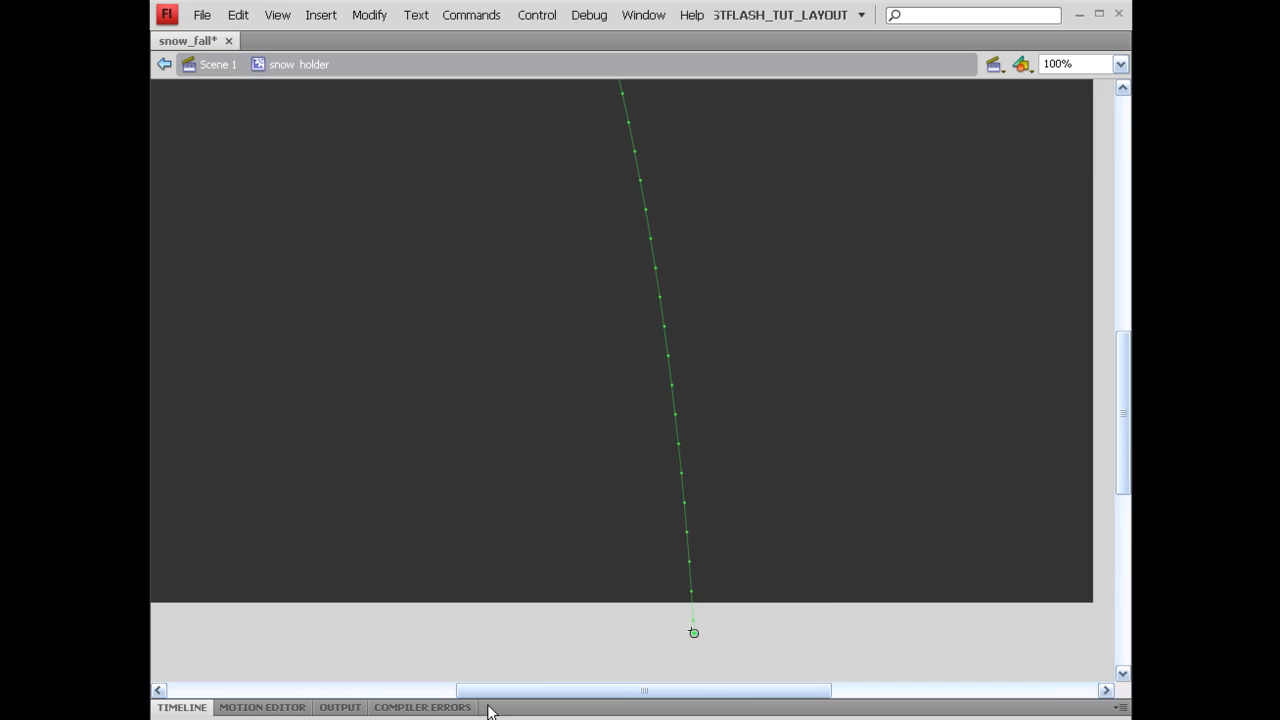 Fl File Edit View Insert Modify Text Commands Control Debug Window Help STFLASH_TUT_LAYOUT
snow_fall*
Scene 1 snow holder 100%
TIMELINE MOTION EDITOR OUTPUT COMPILER ERRORS